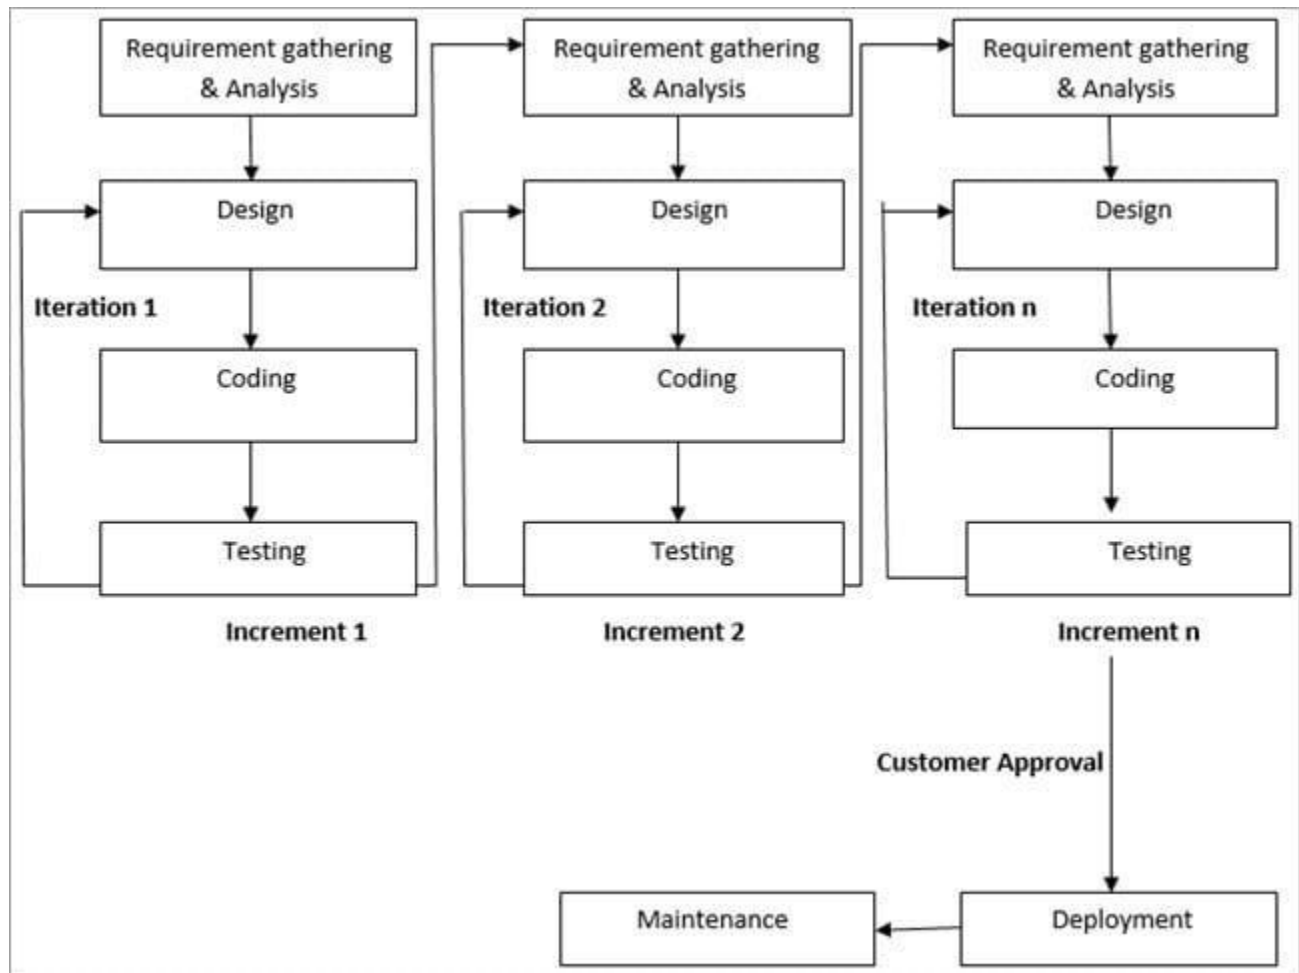 Requirement gathering
& Analysis
Requirement gathering
& Analysis
Requirement gathering
& Analysis
Design
Design
Design
Iteration 1
Iteration 2
Iteration n
Coding
Coding
Coding
Testing
Testing
Testing
Increment 1
Increment 2
Increment n
Customer Approval
Maintenance
Deployment